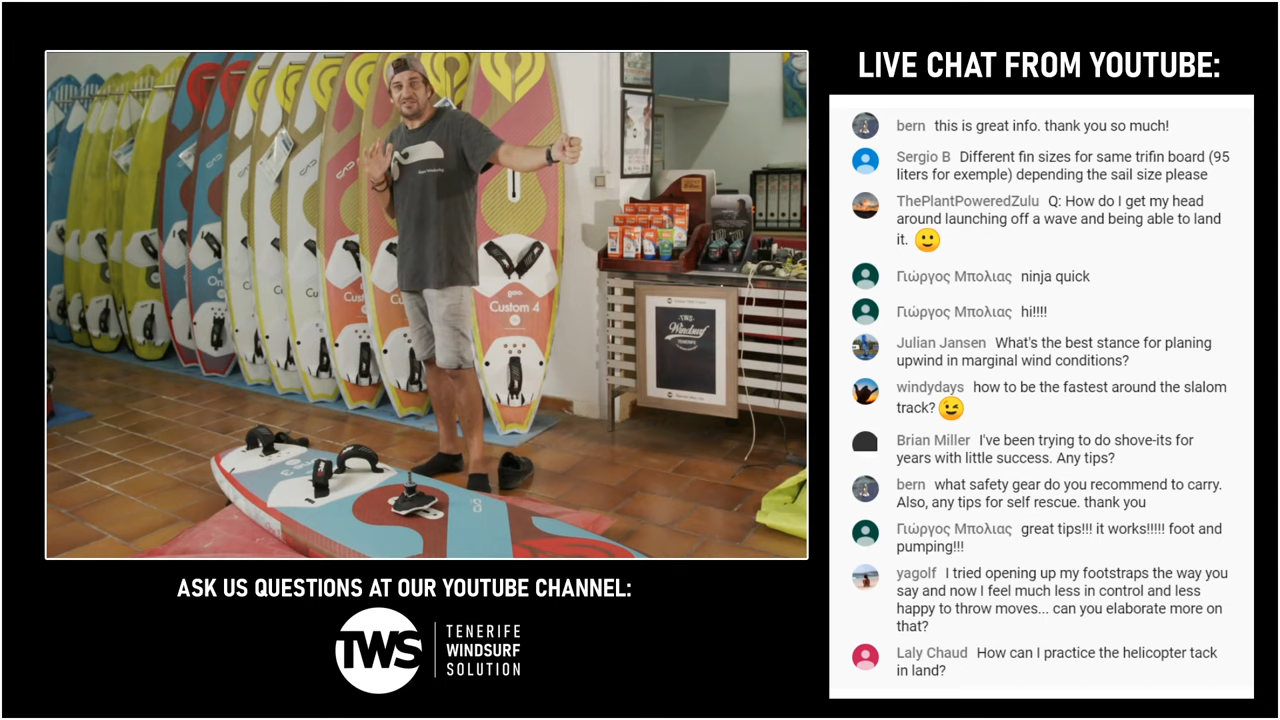 LIVE CHAT FROM YOUTUBE:
bern this is great info. thank you so much!
Sergio B Different fin sizes for same trifin board (95
liters for exemple) depending the sail size please
ThePlantPoweredZulu Q: How do I get my head
around launching off a wave and being able to land
it. 🙂
Γιώργος Μπολιας ninja quick
Γιώργος Μπολιας hi!!!!
Julian Jansen What's the best stance for planing
upwind in marginal wind conditions?
windydays how to be the fastest around the slalom
track? 😉
Brian Miller I've been trying to do shove-its for
years with little success. Any tips?
bern what safety gear do you recommend to carry.
Also, any tips for self rescue. thank you
Γιώργος Μπολιας great tips!!! it works!!!!! foot and
pumping!!!
yagolf I tried opening up my footstraps the way you
say and now I feel much less in control and less
happy to throw moves... can you elaborate more on
that?
Laly Chaud How can I practice the helicopter tack
in land?
Custom 4
Windsurf
ASK US QUESTIONS AT OUR YOUTUBE CHANNEL:
TWS
TENERIFE
WINDSURF
SOLUTION